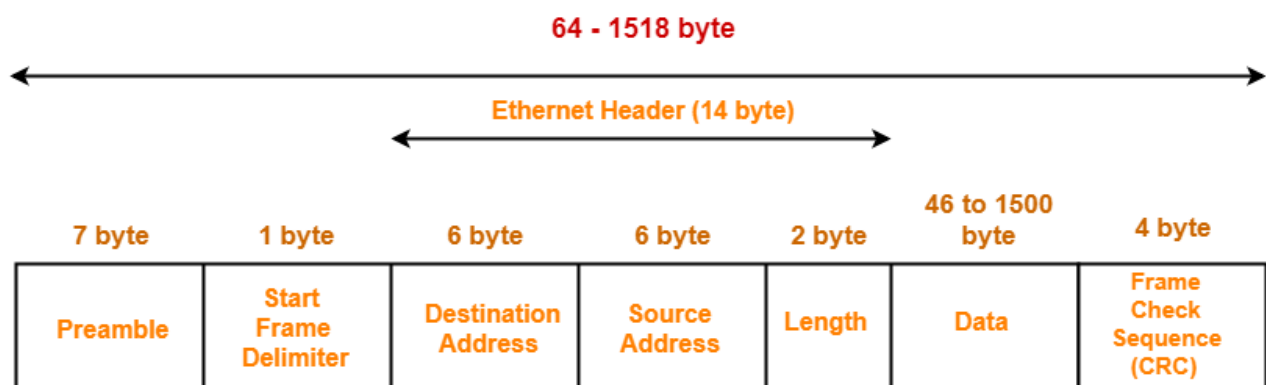 64 - 1518 byte
Ethernet Header (14 byte)
7 byte
1 byte
6 byte
6 byte
2 byte
46 to 1500
byte
4 byte
Preamble
Start
Frame
Delimiter
Destination
Address
Source
Address
Length
Data
Frame
Check
Sequence
(CRC)